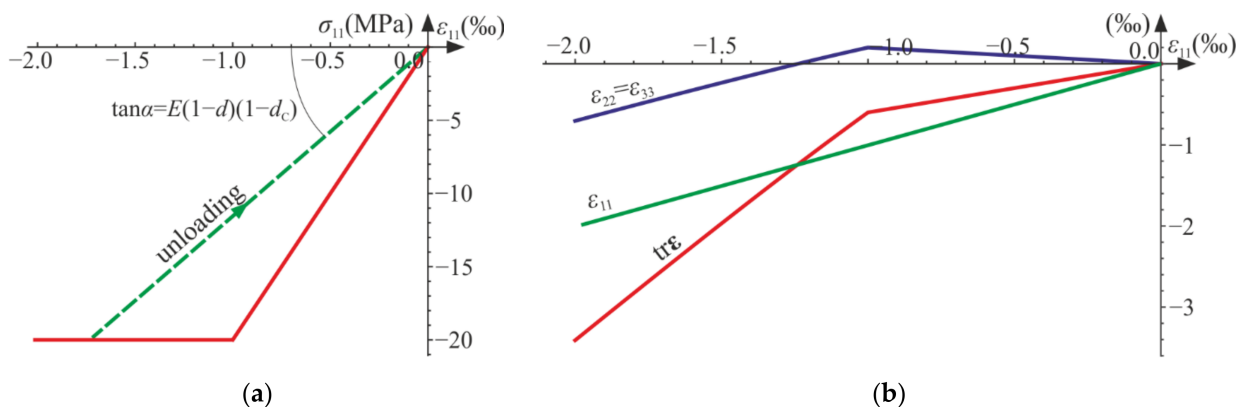 σ₁₁(MPa) ε₁₁(‰)
−2.0 −1.5 −1.0 −0.5 0.0
tanα=E(1−d)(1−d_C)
unloading
−5
−10
−15
−20
(a)
(‰)
−2.0 −1.5 −1.0 −0.5 0.0 ε₁₁(‰)
ε₂₂=ε₃₃
−1
ε₁₁
−2
trε
−3
(b)